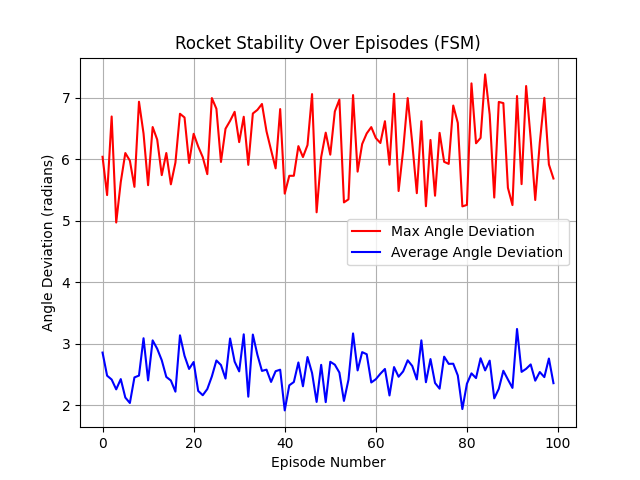 Rocket Stability Over Episodes (FSM)
Angle Deviation (radians)
7
6
5
4
3
2
Max Angle Deviation
Average Angle Deviation
0 20 40 60 80 100
Episode Number